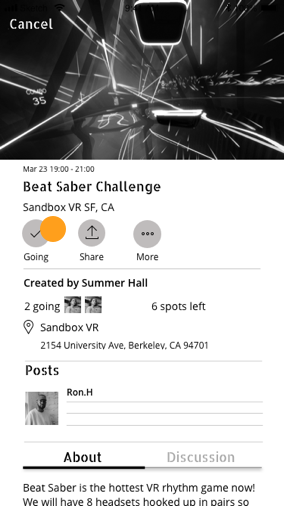 Cancel
COMBO
35
Mar 23 19:00 - 21:00
Beat Saber Challenge
Sandbox VR SF, CA
Going
Share
More
Created by Summer Hall
2 going
6 spots left
Sandbox VR
2154 University Ave, Berkeley, CA 94701
Posts
Ron.H
About
Discussion
Beat Saber is the hottest VR rhythm game now!
We will have 8 headsets hooked up in pairs so